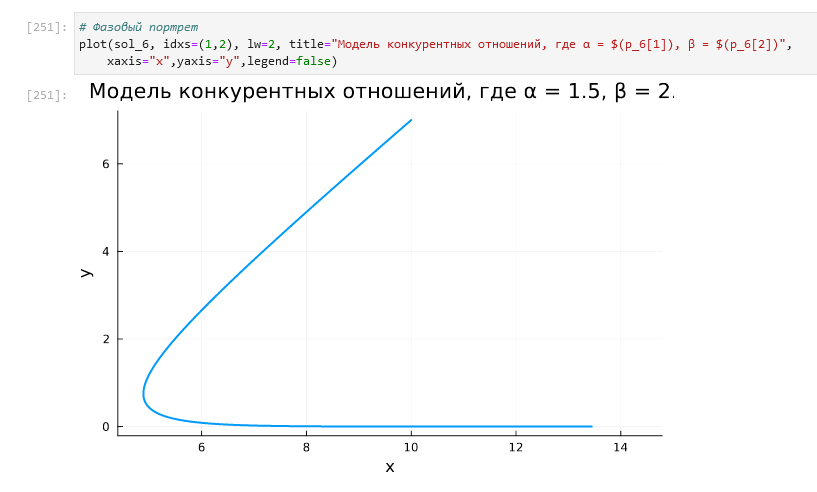 [251]: # Фазовый портрет
plot(sol_6, idxs=(1,2), lw=2, title="Модель конкурентных отношений, где α = $(p_6[1]), β = $(p_6[2])",
xaxis="x",yaxis="y",legend=false)
[251]: Модель конкурентных отношений, где α = 1.5, β = 2.
6
4
y
2
0
6 8 10 12 14
x